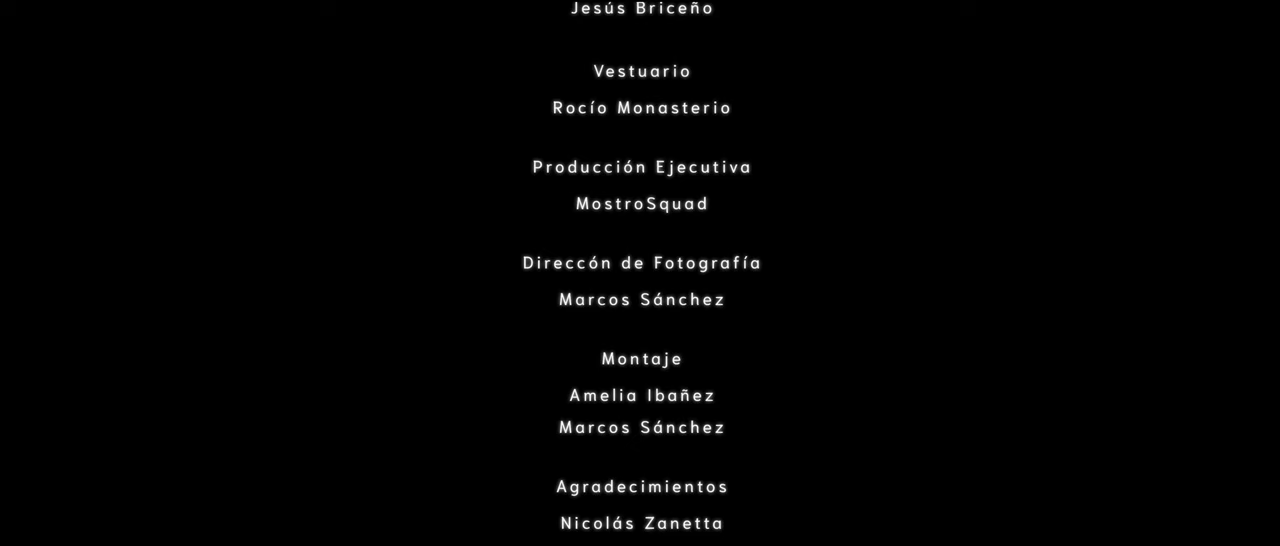 Jesús Briceño
Vestuario
Rocío Monasterio
Producción Ejecutiva
MostroSquad
Direccón de Fotografía
Marcos Sánchez
Montaje
Amelia Ibañez
Marcos Sánchez
Agradecimientos
Nicolás Zanetta